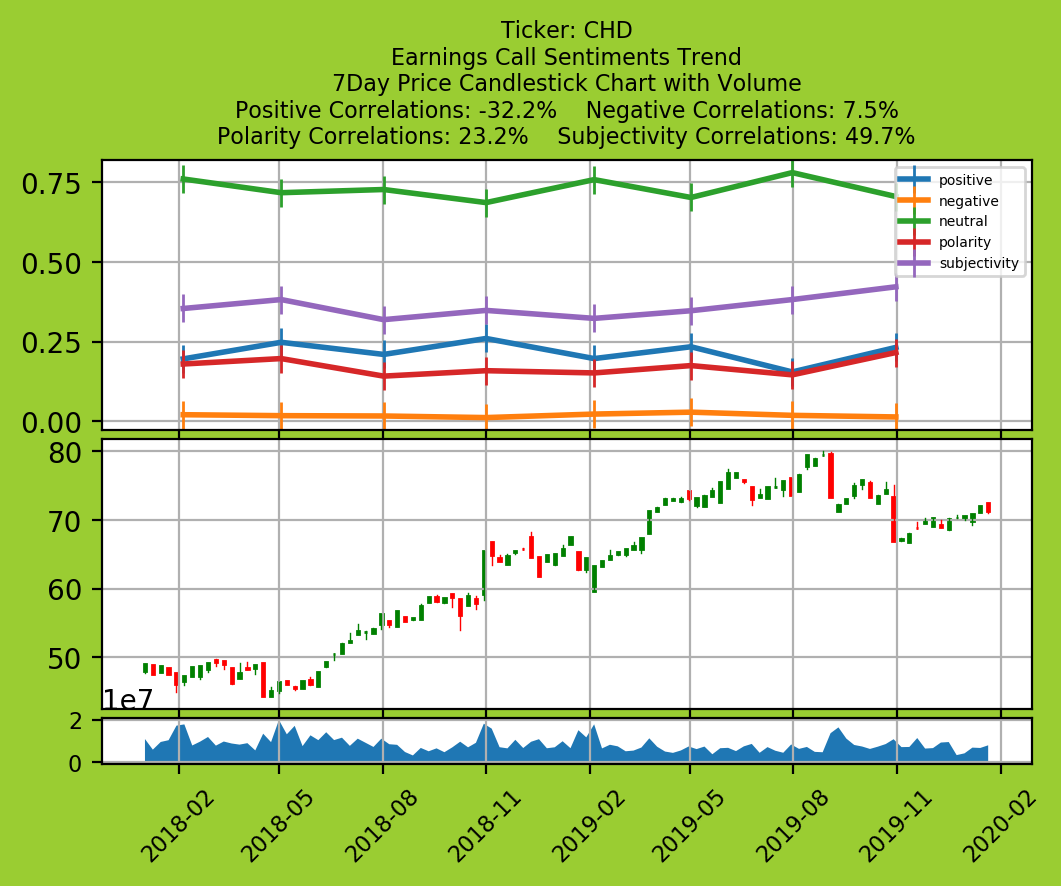 Ticker: CHD
Earnings Call Sentiments Trend
7Day Price Candlestick Chart with Volume
Positive Correlations: -32.2%    Negative Correlations: 7.5%
Polarity Correlations: 23.2%    Subjectivity Correlations: 49.7%
0.75
0.50
0.25
0.00
positive
negative
neutral
polarity
subjectivity
80
70
60
50
1e7
2
0
2018-02
2018-05
2018-08
2018-11
2019-02
2019-05
2019-08
2019-11
2020-02